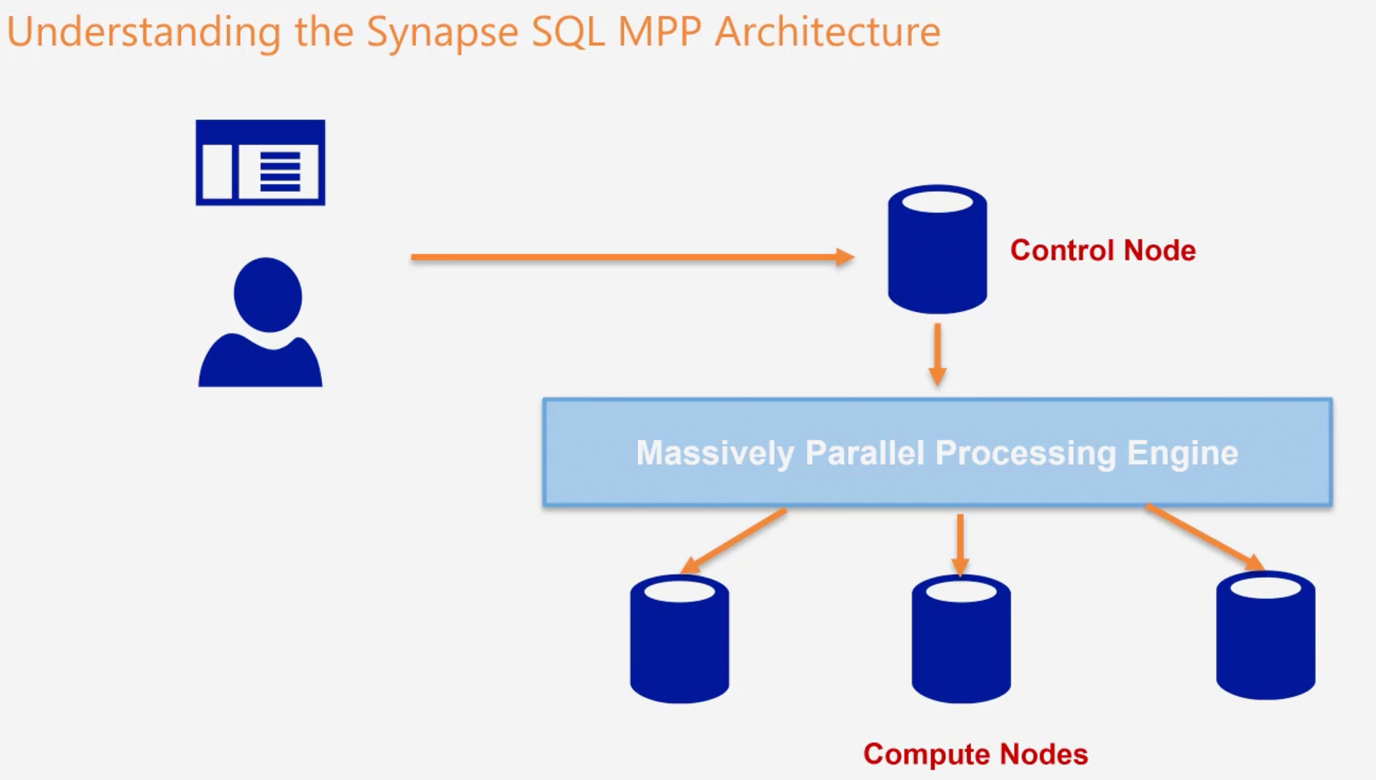 Understanding the Synapse SQL MPP Architecture
Control Node
Massively Parallel Processing Engine
Compute Nodes